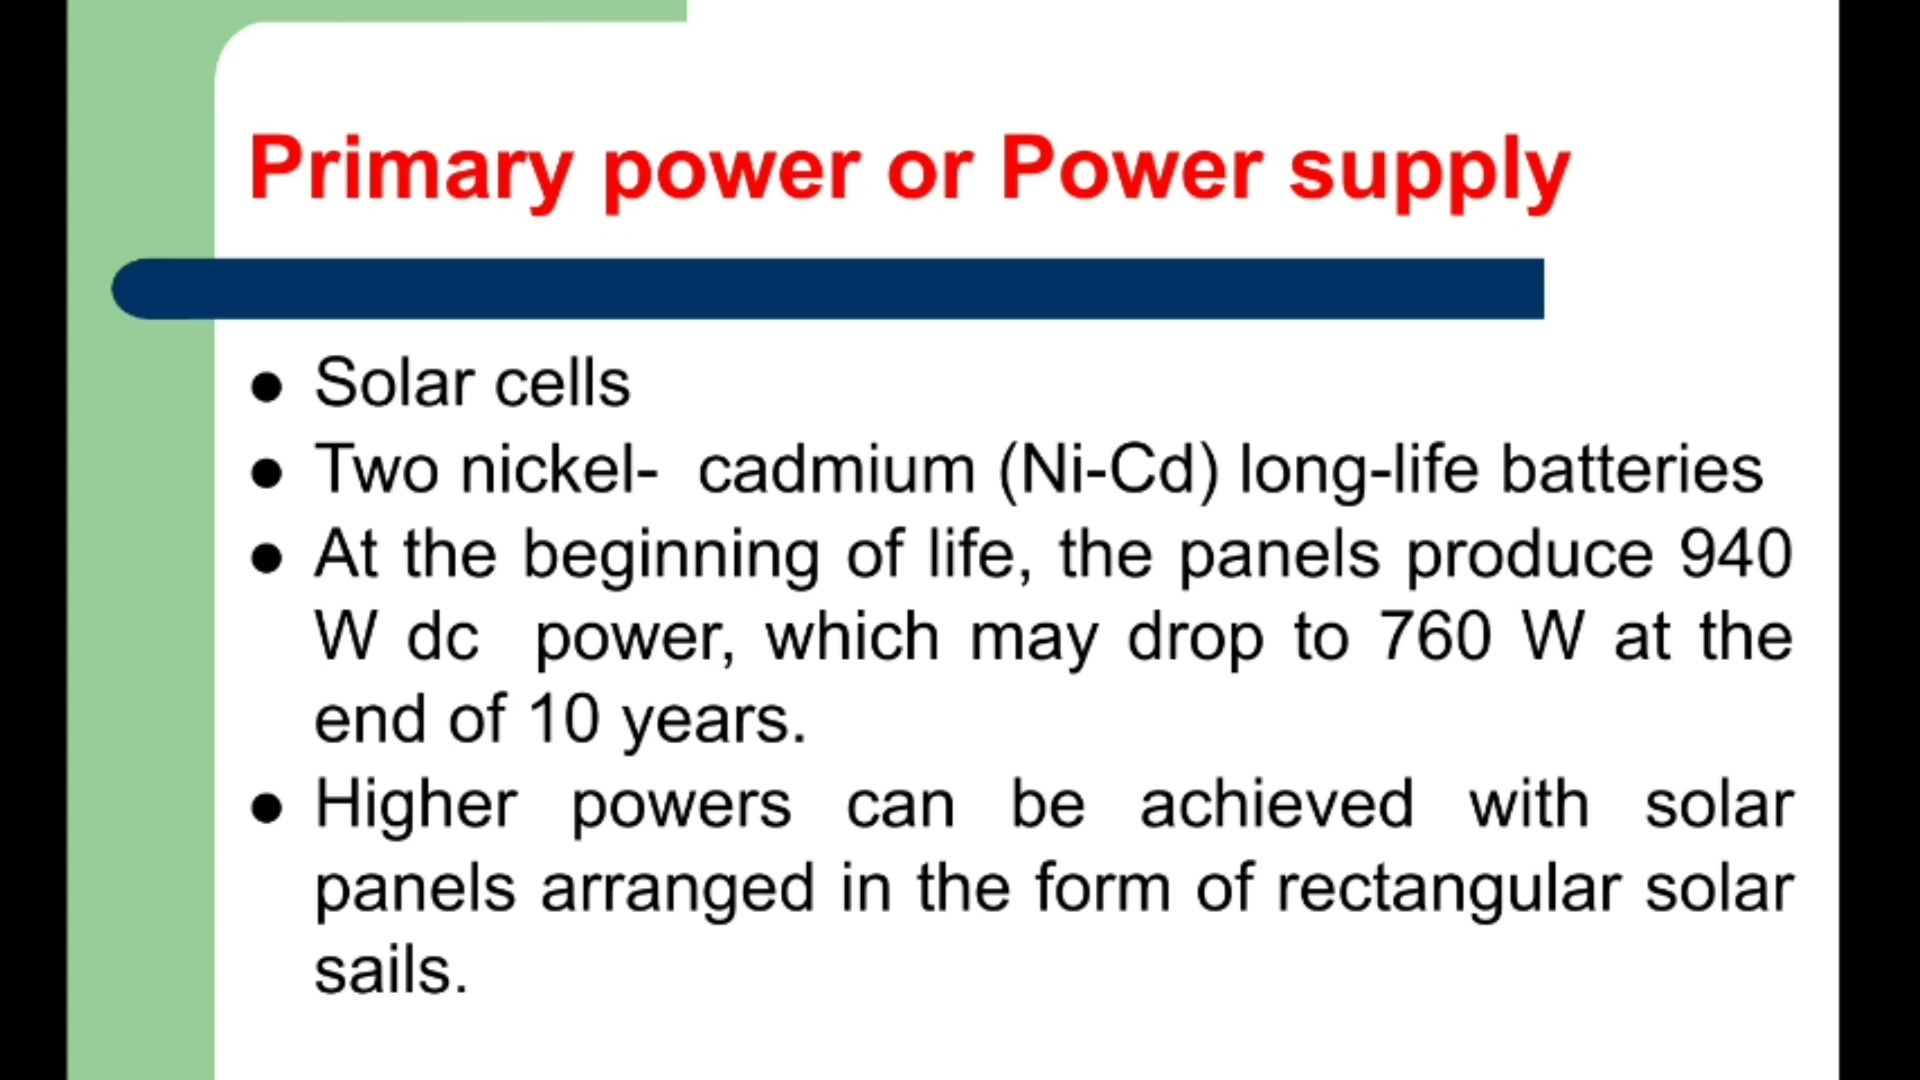 Primary power or Power supply
● Solar cells
● Two nickel-  cadmium (Ni-Cd) long-life batteries
● At the beginning of life, the panels produce 940
W dc  power, which may drop to 760 W at the
end of 10 years.
● Higher powers can be achieved with solar
panels arranged in the form of rectangular solar
sails.